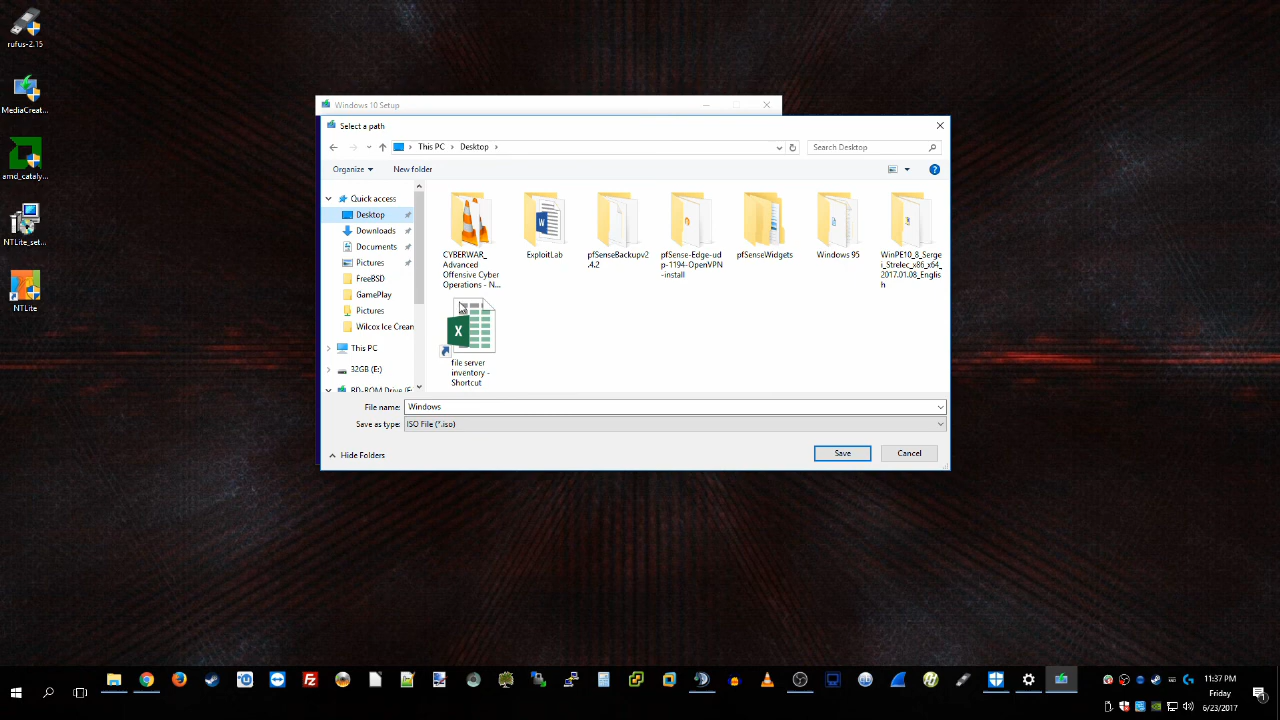 rufus-2.15
MediaCreat...
amd_cataly...
NTLite_set...
NTLite
Windows 10 Setup
Select a path
This PC
Desktop
Search Desktop
Organize
New folder
Quick access
Desktop
Downloads
Documents
Pictures
FreeBSD
GamePlay
Pictures
Wilcox Ice Cream
This PC
32GB (E:)
BD-ROM Drive (F:
CYBERWAR_
Advanced
Offensive Cyber
Operations - N...
ExploitLab
pfSenseBackupv2
.4.2
pfSense-Edge-ud
p-1194-OpenVPN
-install
pfSenseWidgets
Windows 95
WinPE10_8_Serge
i_Strelec_x86_x64_
2017.01.08_Englis
h
file server
inventory -
Shortcut
File name:
Windows
Save as type:
ISO File (*.iso)
Hide Folders
Save
Cancel
11:37 PM
Friday
6/23/2017